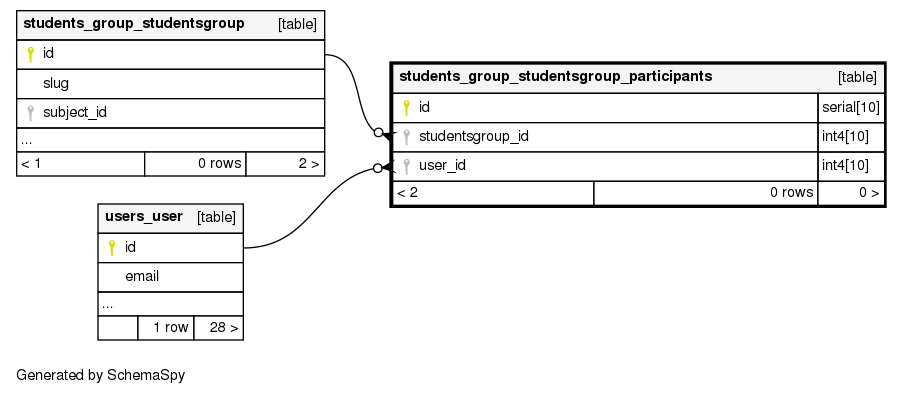 students_group_studentsgroup [table]
id
slug
subject_id
...
< 1 0 rows 2 >
students_group_studentsgroup_participants [table]
id serial[10]
studentsgroup_id int4[10]
user_id int4[10]
< 2 0 rows 0 >
users_user [table]
id
email
...
1 row 28 >
Generated by SchemaSpy